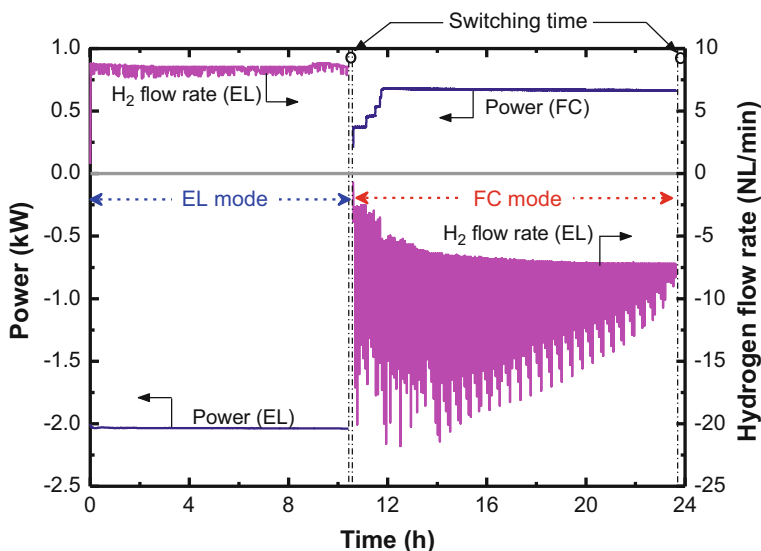 Switching time
1.0
0.5
0.0
-0.5
-1.0
-1.5
-2.0
-2.5
Power (kW)
H2 flow rate (EL)
Power (FC)
EL mode
FC mode
H2 flow rate (EL)
Power (EL)
10
5
0
-5
-10
-15
-20
-25
Hydrogen flow rate (NL/min)
0 4 8 12 16 20 24
Time (h)